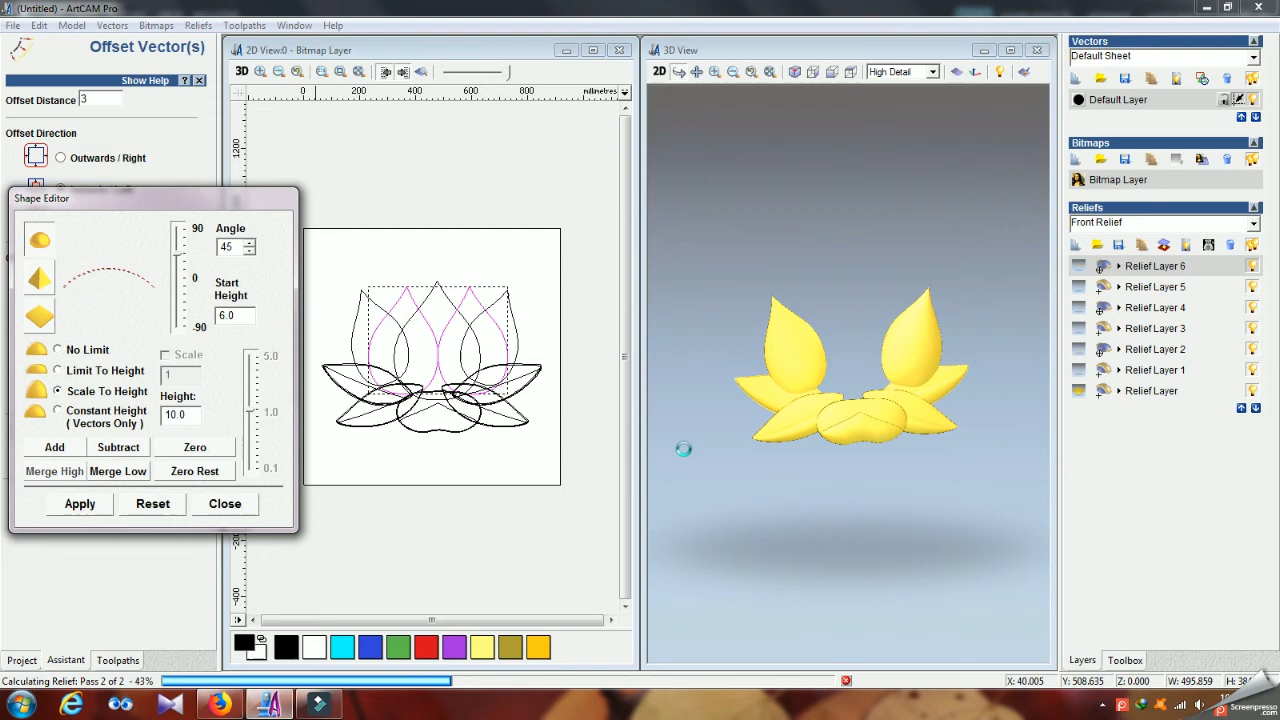 (Untitled) - ArtCAM Pro
File Edit Model Vectors Bitmaps Reliefs Toolpaths Window Help
Offset Vector(s)
Show Help ? 
Offset Distance 3
Offset Direction
Outwards / Right
Shape Editor
90
0
-90
Angle
45
Start
Height
6.0
No Limit
Limit To Height
Scale To Height
Constant Height
( Vectors Only )
Scale
1
Height:
10.0
5.0
1.0
0.1
Add Subtract Zero
Merge High Merge Low Zero Rest
Apply Reset Close
Project Assistant Toolpaths
2D View:0 - Bitmap Layer
3D
0 200 400 600 800 millimetres
1200
-200
-400
3D View
2D High Detail
Vectors
Default Sheet
Default Layer
Bitmaps
Bitmap Layer
Reliefs
Front Relief
Relief Layer 6
Relief Layer 5
Relief Layer 4
Relief Layer 3
Relief Layer 2
Relief Layer 1
Relief Layer
Layers Toolbox
Calculating Relief: Pass 2 of 2 - 43%
X: 40.005 Y: 508.635 Z: 0.000 W: 495.859
Screenpresso
.com